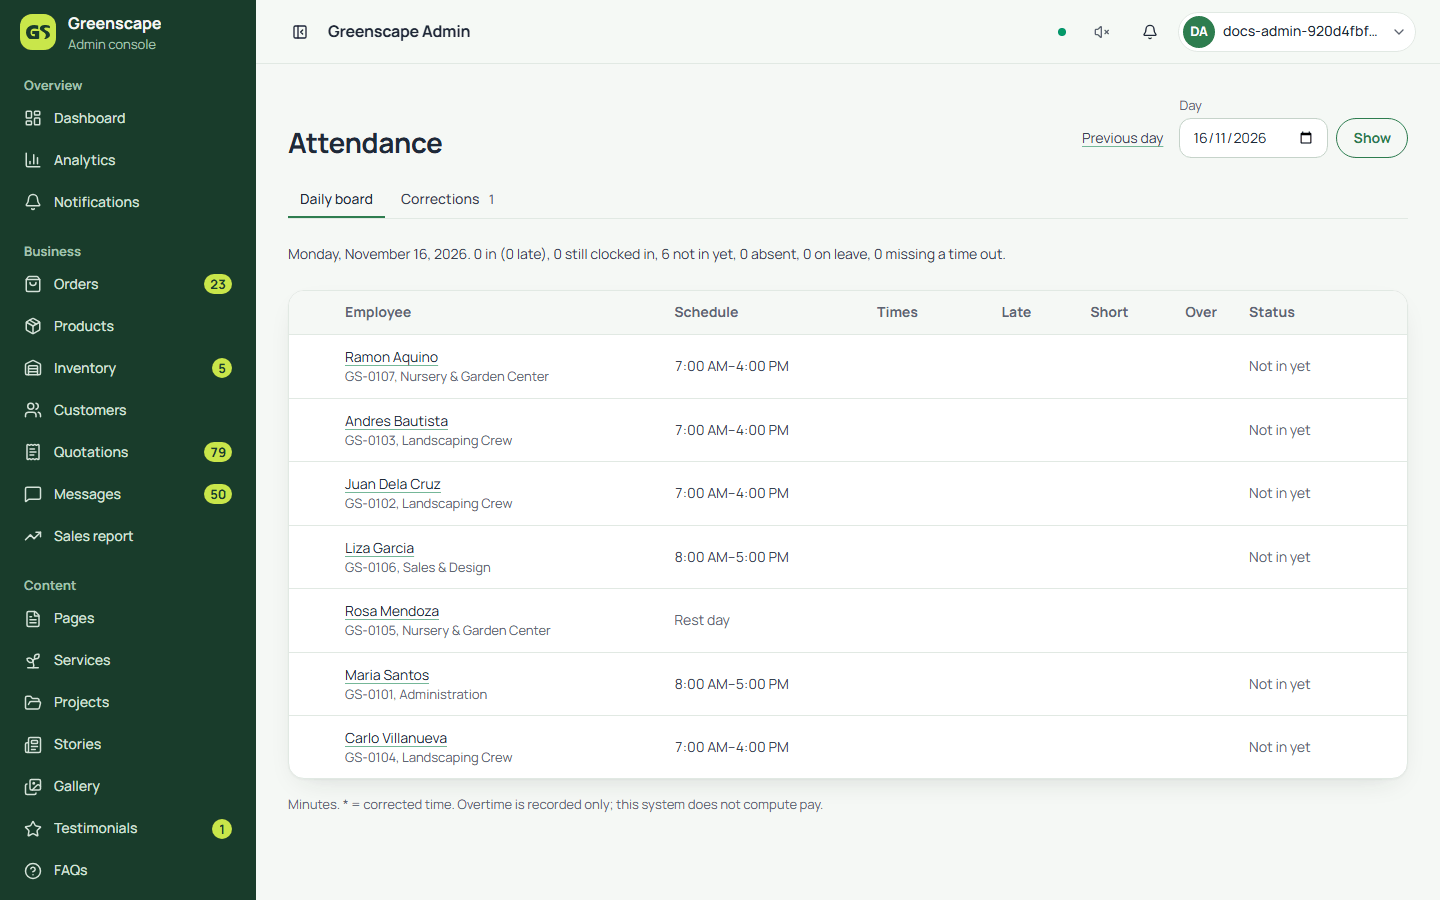 GS
Greenscape
Admin console
Overview
Dashboard
Analytics
Notifications
Business
Orders 23
Products
Inventory 5
Customers
Quotations 79
Messages 50
Sales report
Content
Pages
Services
Projects
Stories
Gallery
Testimonials 1
FAQs
Greenscape Admin
DA docs-admin-920d4fbf…
Attendance
Previous day
Day
16/11/2026
Show
Daily board
Corrections 1
Monday, November 16, 2026. 0 in (0 late), 0 still clocked in, 6 not in yet, 0 absent, 0 on leave, 0 missing a time out.
Employee Schedule Times Late Short Over Status
Ramon Aquino
GS-0107, Nursery & Garden Center
7:00 AM–4:00 PM
Not in yet
Andres Bautista
GS-0103, Landscaping Crew
7:00 AM–4:00 PM
Not in yet
Juan Dela Cruz
GS-0102, Landscaping Crew
7:00 AM–4:00 PM
Not in yet
Liza Garcia
GS-0106, Sales & Design
8:00 AM–5:00 PM
Not in yet
Rosa Mendoza
GS-0105, Nursery & Garden Center
Rest day
Maria Santos
GS-0101, Administration
8:00 AM–5:00 PM
Not in yet
Carlo Villanueva
GS-0104, Landscaping Crew
7:00 AM–4:00 PM
Not in yet
Minutes. * = corrected time. Overtime is recorded only; this system does not compute pay.